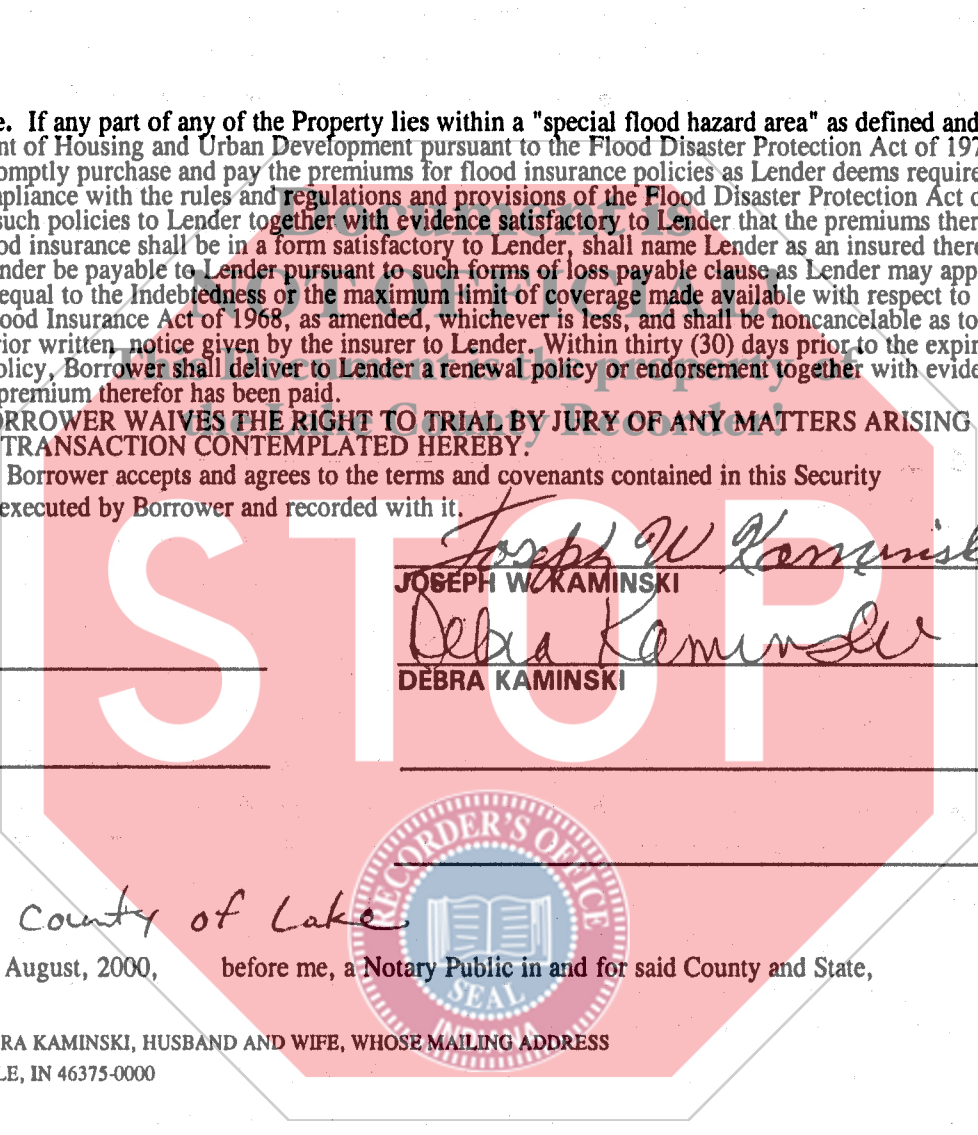 e. If any part of any of the Property lies within a "special flood hazard area" as defined and
nt of Housing and Urban Development pursuant to the Flood Disaster Protection Act of 197
omptly purchase and pay the premiums for flood insurance policies as Lender deems require
pliance with the rules and regulations and provisions of the Flood Disaster Protection Act o
such policies to Lender together with evidence satisfactory to Lender that the premiums ther
od insurance shall be in a form satisfactory to Lender, shall name Lender as an insured there
nder be payable to Lender pursuant to such forms of loss payable clause as Lender may app
equal to the Indebtedness or the maximum limit of coverage made available with respect to
ood Insurance Act of 1968, as amended, whichever is less, and shall be noncancelable as to
ior written notice given by the insurer to Lender. Within thirty (30) days prior to the expir
olicy, Borrower shall deliver to Lender a renewal policy or endorsement together with evide
premium therefor has been paid.
ORROWER WAIVES THE RIGHT TO TRIAL BY JURY OF ANY MATTERS ARISING
TRANSACTION CONTEMPLATED HEREBY.
Borrower accepts and agrees to the terms and covenants contained in this Security
executed by Borrower and recorded with it.
Document is
NOT OFFICIAL!
This Document is the property of
the Lake County Recorder!
STOP
Joseph W Kaminsk
JOSEPH W. KAMINSKI
Debra Kaminski
DEBRA KAMINSKI
RECORDER'S OFFICE
SEAL
INDIANA
County of Lake
August, 2000, before me, a Notary Public in and for said County and State,
RA KAMINSKI, HUSBAND AND WIFE, WHOSE MAILING ADDRESS
LE, IN 46375-0000